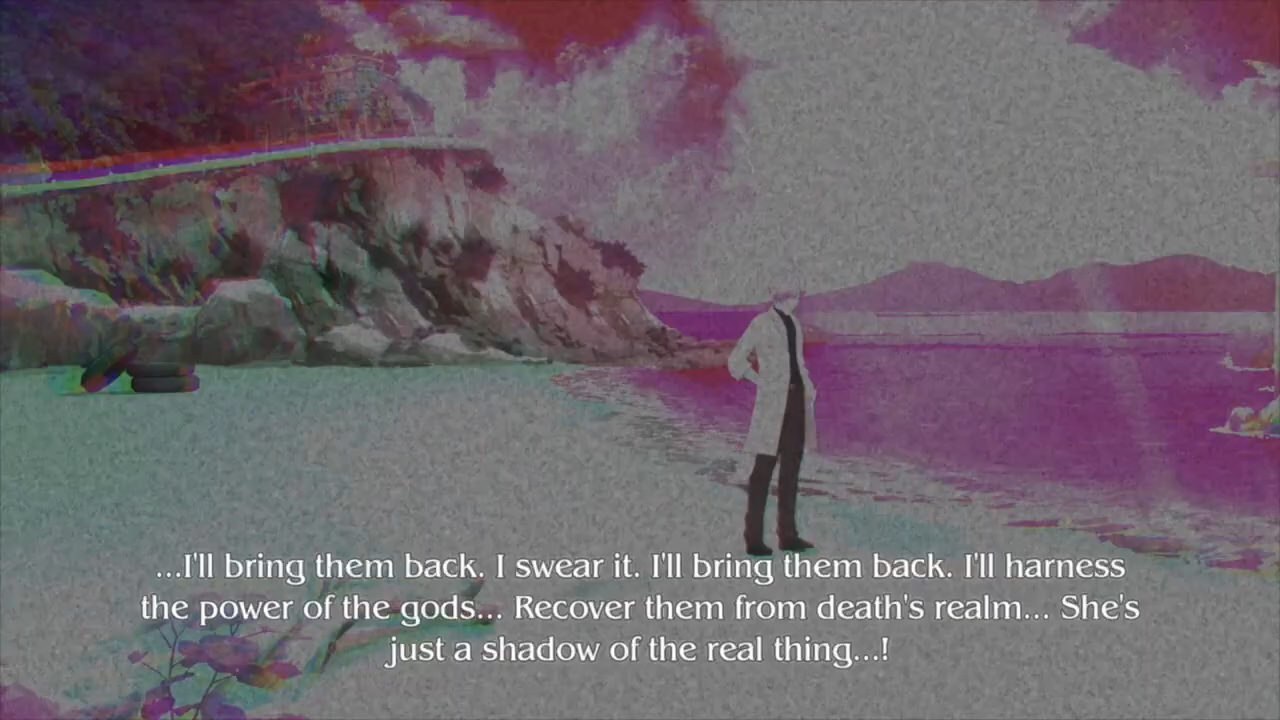 ...I'll bring them back. I swear it. I'll bring them back. I'll harness
the power of the gods... Recover them from death's realm... She's
just a shadow of the real thing...!